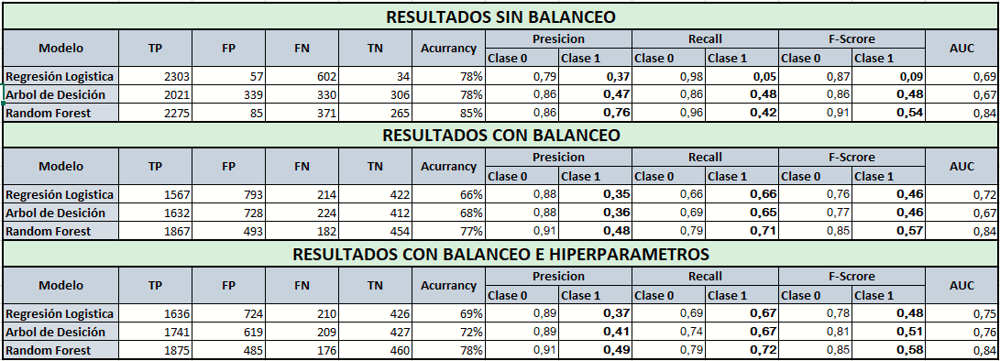 RESULTADOS SIN BALANCEO
Modelo TP FP FN TN Acurrancy Presicion Recall F-Scrore AUC
Clase 0 Clase 1 Clase 0 Clase 1 Clase 0 Clase 1
Regresión Logistica 2303 57 602 34 78% 0,79 0,37 0,98 0,05 0,87 0,09 0,69
Arbol de Desición 2021 339 330 306 78% 0,86 0,47 0,86 0,48 0,86 0,48 0,67
Random Forest 2275 85 371 265 85% 0,86 0,76 0,96 0,42 0,91 0,54 0,84
RESULTADOS CON BALANCEO
Modelo TP FP FN TN Acurrancy Presicion Recall F-Scrore AUC
Clase 0 Clase 1 Clase 0 Clase 1 Clase 0 Clase 1
Regresión Logistica 1567 793 214 422 66% 0,88 0,35 0,66 0,66 0,76 0,46 0,72
Arbol de Desición 1632 728 224 412 68% 0,88 0,36 0,69 0,65 0,77 0,46 0,67
Random Forest 1867 493 182 454 77% 0,91 0,48 0,79 0,71 0,85 0,57 0,84
RESULTADOS CON BALANCEO E HIPERPARAMETROS
Modelo TP FP FN TN Acurrancy Presicion Recall F-Scrore AUC
Clase 0 Clase 1 Clase 0 Clase 1 Clase 0 Clase 1
Regresión Logistica 1636 724 210 426 69% 0,89 0,37 0,69 0,67 0,78 0,48 0,75
Arbol de Desición 1741 619 209 427 72% 0,89 0,41 0,74 0,67 0,81 0,51 0,76
Random Forest 1875 485 176 460 78% 0,91 0,49 0,79 0,72 0,85 0,58 0,84